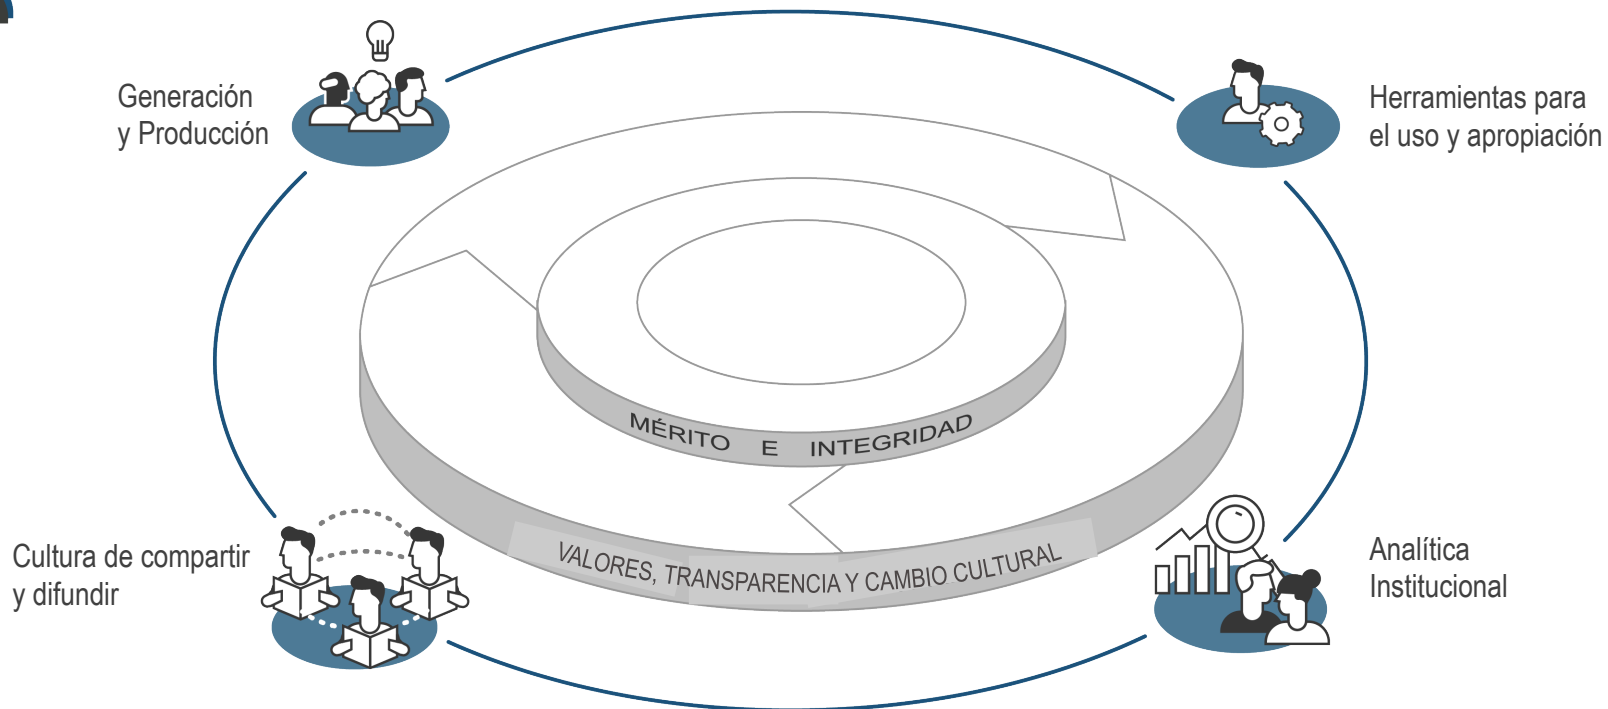 Generación
y Producción
Herramientas para
el uso y apropiación
MÉRITO E INTEGRIDAD
VALORES, TRANSPARENCIA Y CAMBIO CULTURAL
Cultura de compartir
y difundir
Analítica
Institucional